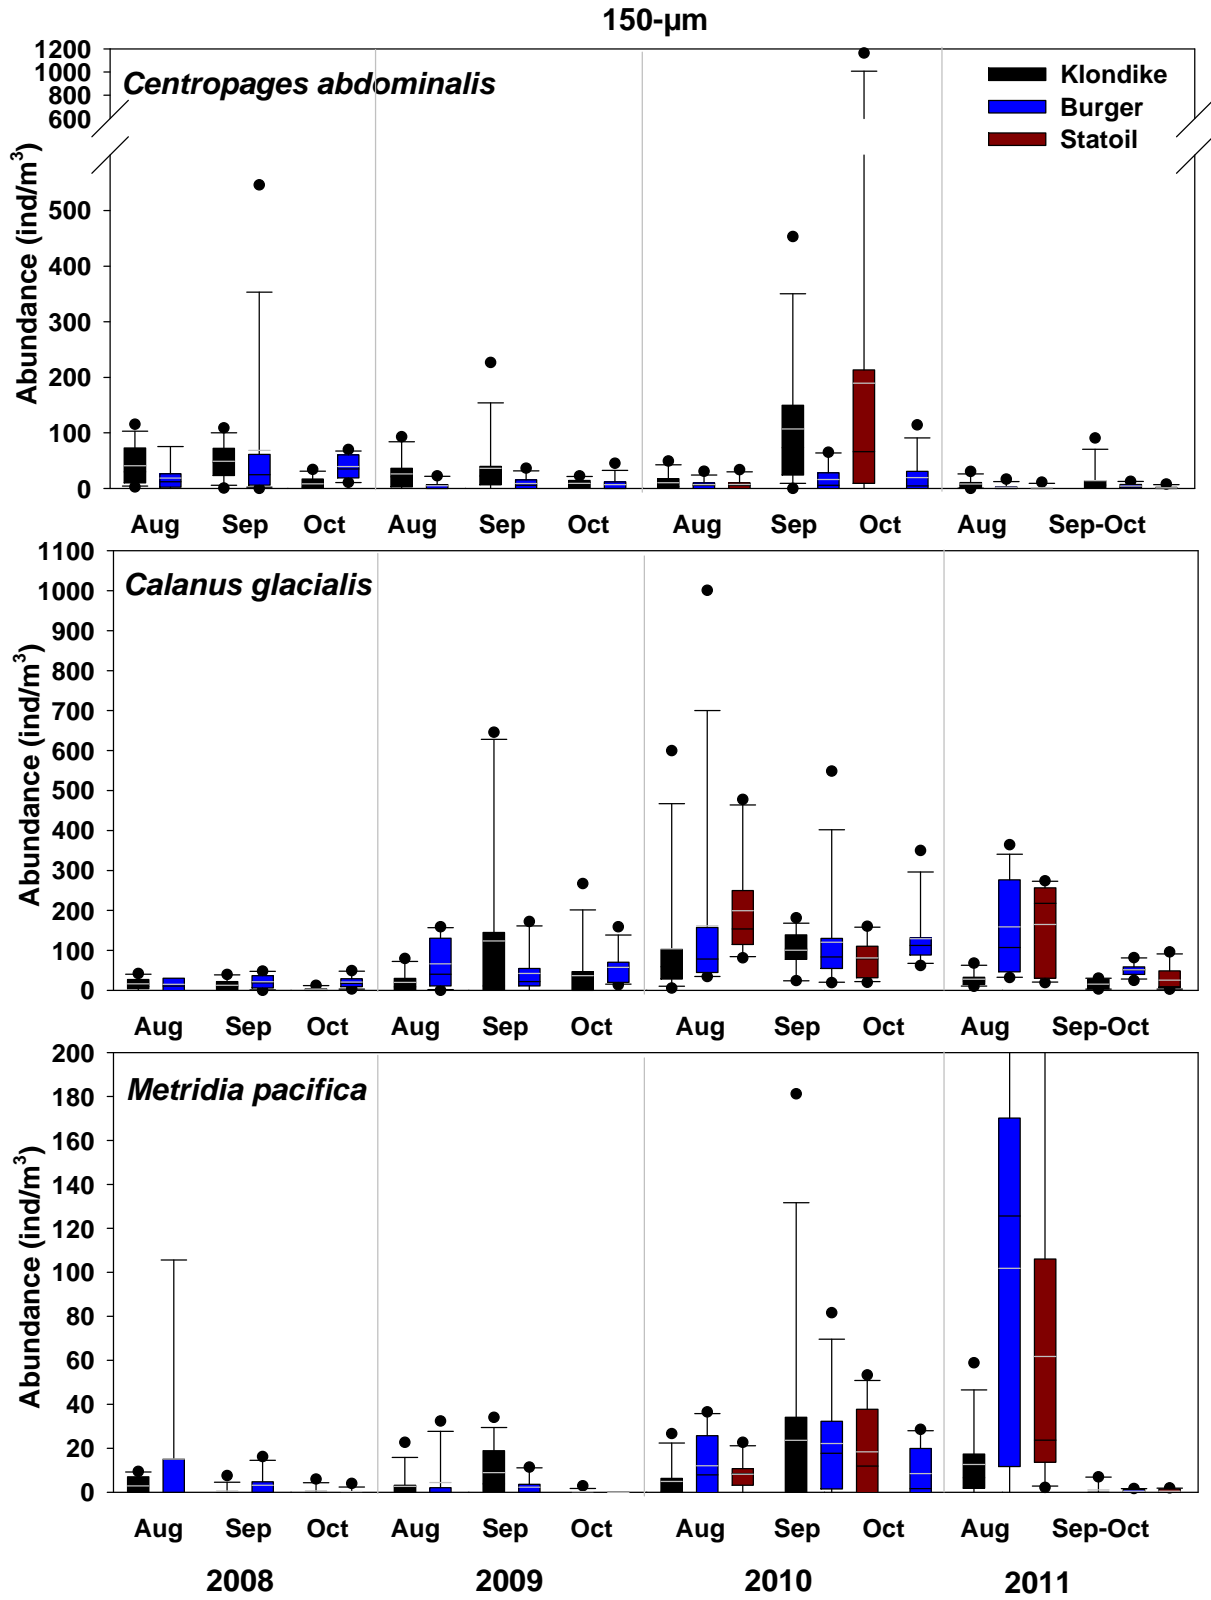 150-µm
1200
1000
800
600
500
400
300
200
100
0
Abundance (ind/m³)
Centropages abdominalis
Klondike
Burger
Statoil
Aug Sep Oct Aug Sep Oct Aug Sep Oct Aug Sep-Oct
1100
1000
900
800
700
600
500
400
300
200
100
0
Abundance (ind/m³)
Calanus glacialis
Aug Sep Oct Aug Sep Oct Aug Sep Oct Aug Sep-Oct
200
180
160
140
120
100
80
60
40
20
0
Abundance (ind/m³)
Metridia pacifica
Aug Sep Oct Aug Sep Oct Aug Sep Oct Aug Sep-Oct
2008 2009 2010 2011